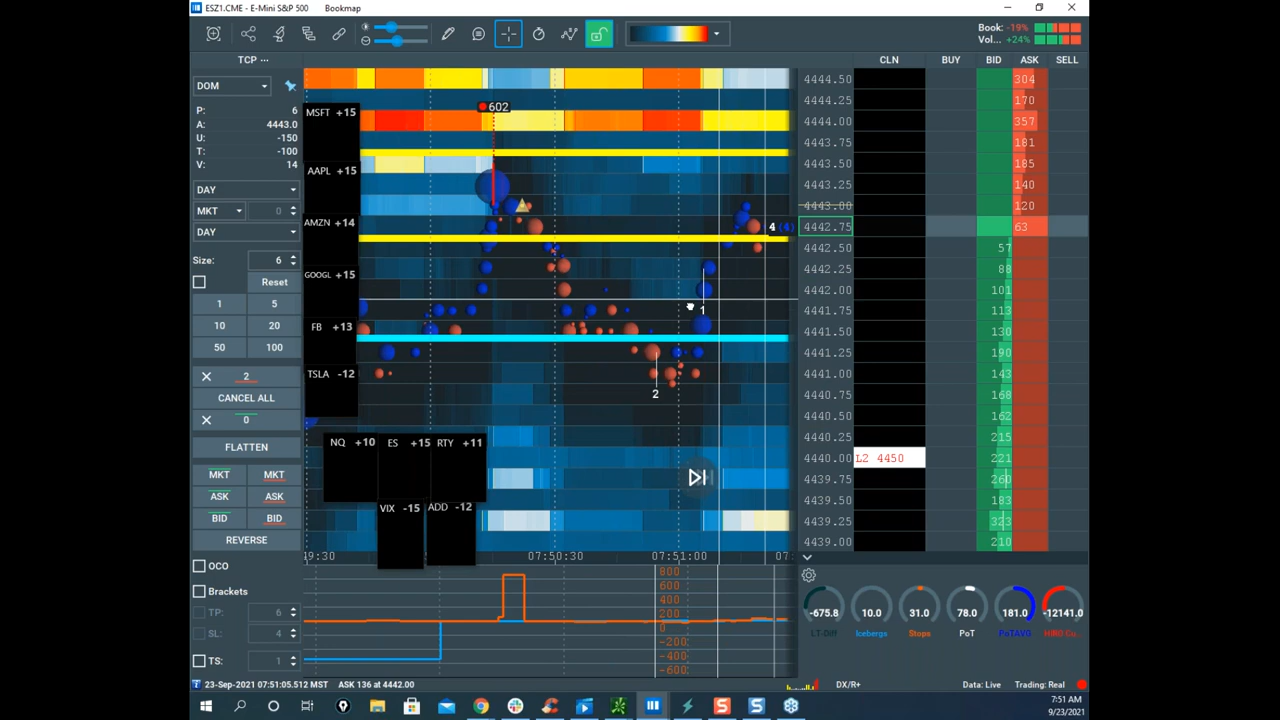 ESZ1.CME - E-Mini S&P 500 Bookmap
Book: -19%
Vol... +24%
TCP ...
CLN BUY BID ASK SELL
DOM
P: 6
A: 4443.0
U: -150
T: -100
V: 14
DAY
MKT 0
DAY
Size: 6
Reset
1 5
10 20
50 100
2
CANCEL ALL
0
FLATTEN
MKT MKT
ASK ASK
BID BID
REVERSE
OCO
Brackets
TP: 6
SL: 4
TS: 1
MSFT +15
AAPL +15
AMZN +14
GOOGL +15
FB +13
TSLA -12
602
4 (4)
1
2
NQ +10 ES +15 RTY +11
VIX -15 ADD -12
4444.50 304
4444.25 170
4444.00 357
4443.75 181
4443.50 185
4443.25 140
4443.00 120
4442.75 63
4442.50 57
4442.25 88
4442.00 101
4441.75 113
4441.50 130
4441.25 190
4441.00 143
4440.75 168
4440.50 162
4440.25 215
4440.00 L2 4450 221
4439.75 260
4439.50 183
4439.25 323
4439.00 210
:19:30 07:50:30 07:51:00 07:
800
600
400
200
0
-200
-400
-600
-675.8 10.0 31.0 78.0 181.0 -12141.0
LT-Diff Icebergs Stops PoT PoTAVG HIRO Cu..
23-Sep-2021 07:51:05.512 MST ASK 136 at 4442.00
DX/R+
Data: Live Trading: Real
7:51 AM
9/23/2021